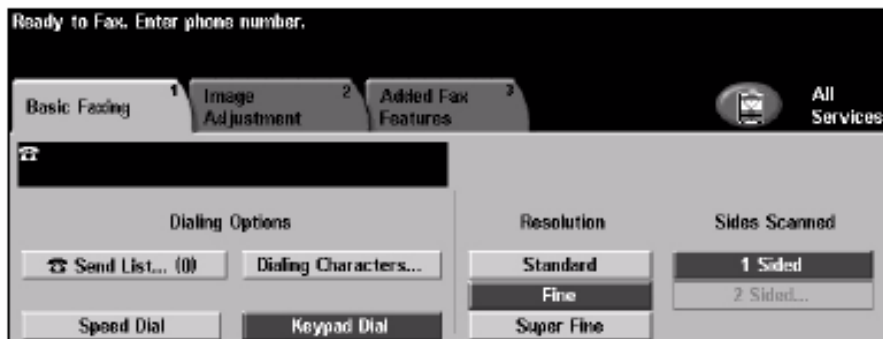 Ready to Fax. Enter phone number.
Basic Faxing 1
Image Adjustment 2
Added Fax Features 3
All Services
Dialing Options
Resolution
Sides Scanned
Send List... (0)
Dialing Characters...
Standard
1 Sided
Fine
2 Sided...
Speed Dial
Keypad Dial
Super Fine